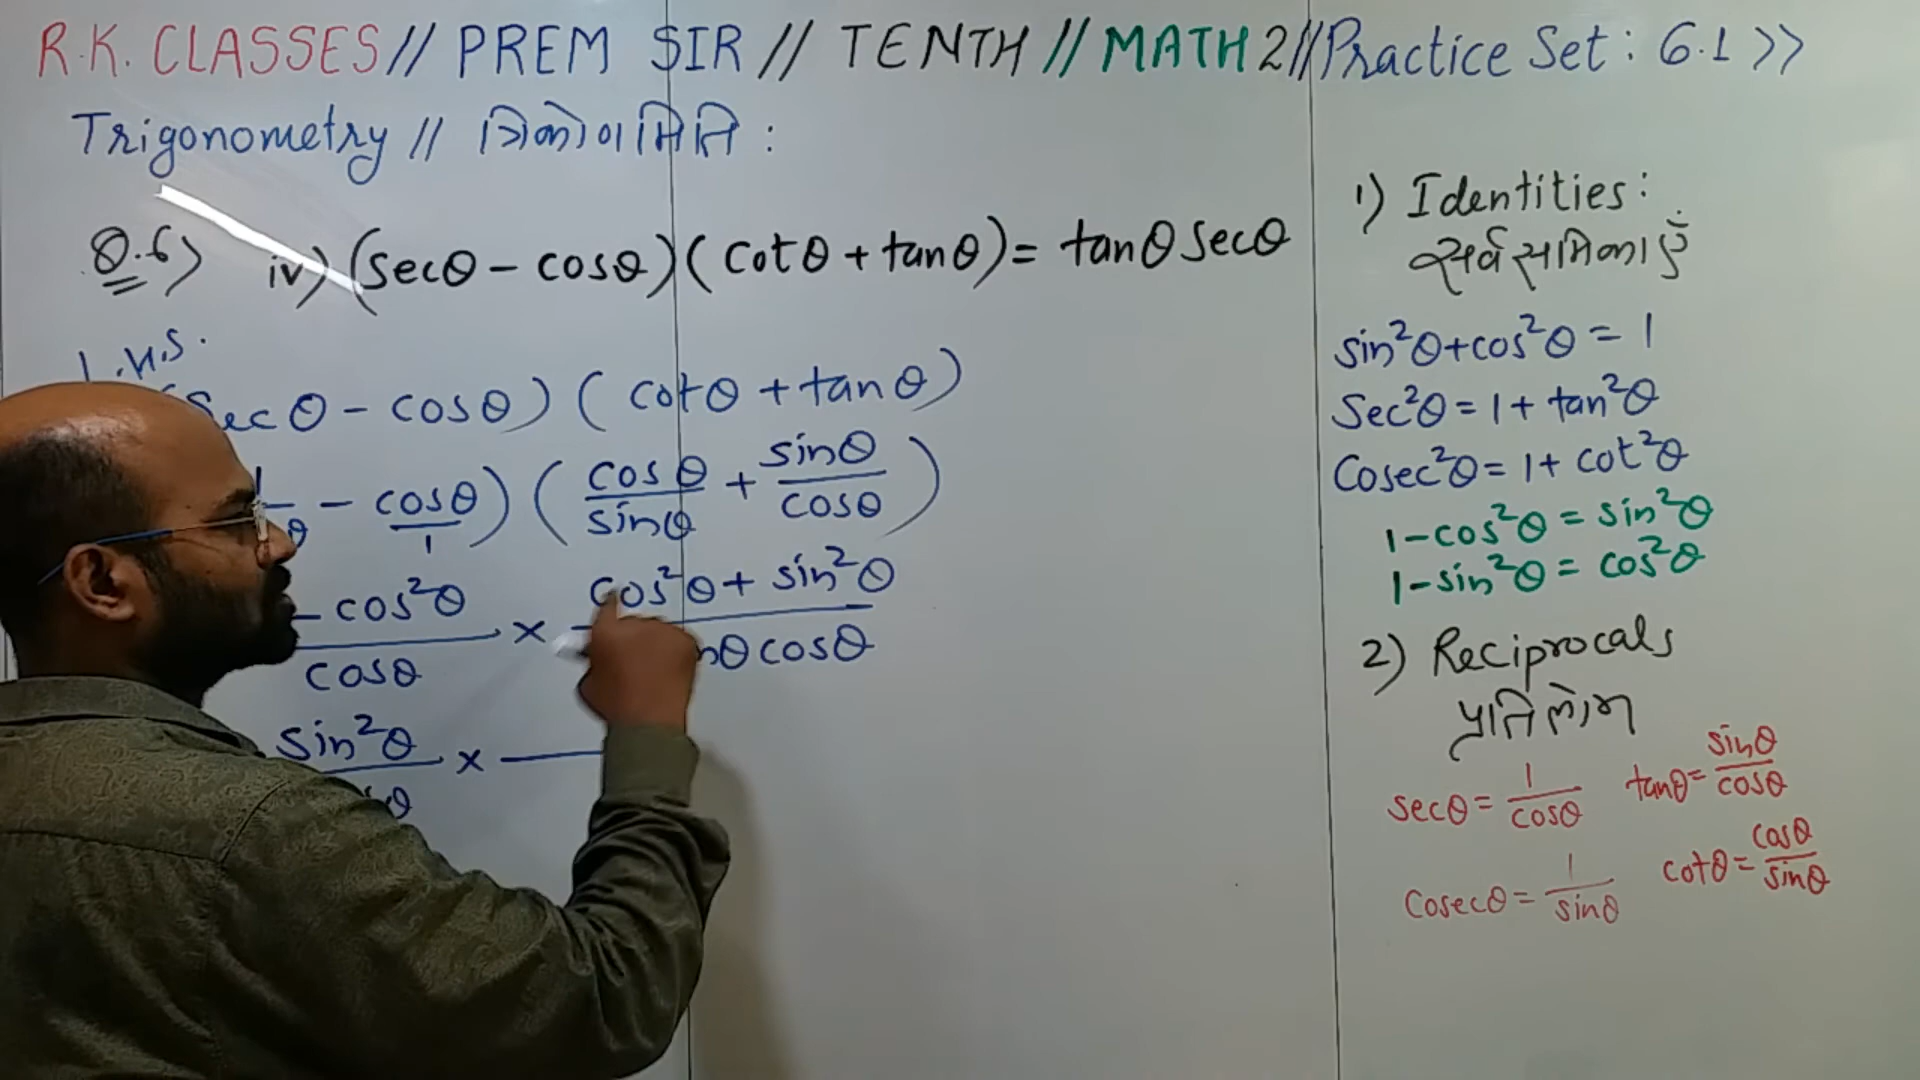 R.K. CLASSES // PREM SIR // TENTH // MATH 2 // Practice Set : 6.1 >>
Trigonometry // त्रिकोणमिति :
Q.6> iv) (secθ - cosθ)(cotθ + tanθ) = tanθ secθ
L.H.S.
Sec θ - cosθ) ( cotθ + tanθ )
1/θ - cosθ/1 ) ( cosθ/sinθ + sinθ/cosθ )
- cos²θ/cosθ × cos²θ + sin²θ/θ cosθ
sin²θ/θ ×
1) Identities :
सर्वसमिकाएँ
sin²θ + cos²θ = 1
Sec²θ = 1 + tan²θ
Cosec²θ = 1 + cot²θ
1 - cos²θ = sin²θ
1 - sin²θ = cos²θ
2) Reciprocals
प्रतिलोम
secθ = 1/cosθ tanθ = sinθ/cosθ
Cosecθ = 1/sinθ cotθ = cosθ/sinθ